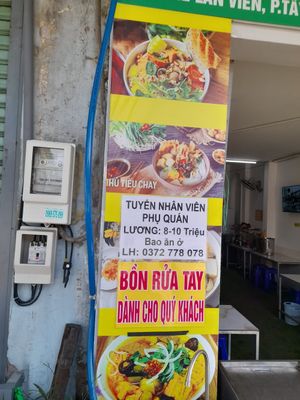 LAN VIÊN, P.TÂ
HỦ TIẾU CHAY
TUYỂN NHÂN VIÊN
PHỤ QUÁN
LƯƠNG: 8-10 Triệu
Bao ăn ở
LH: 0372 778 078
BỒN RỬA TAY
DÀNH CHO QUÝ KHÁCH